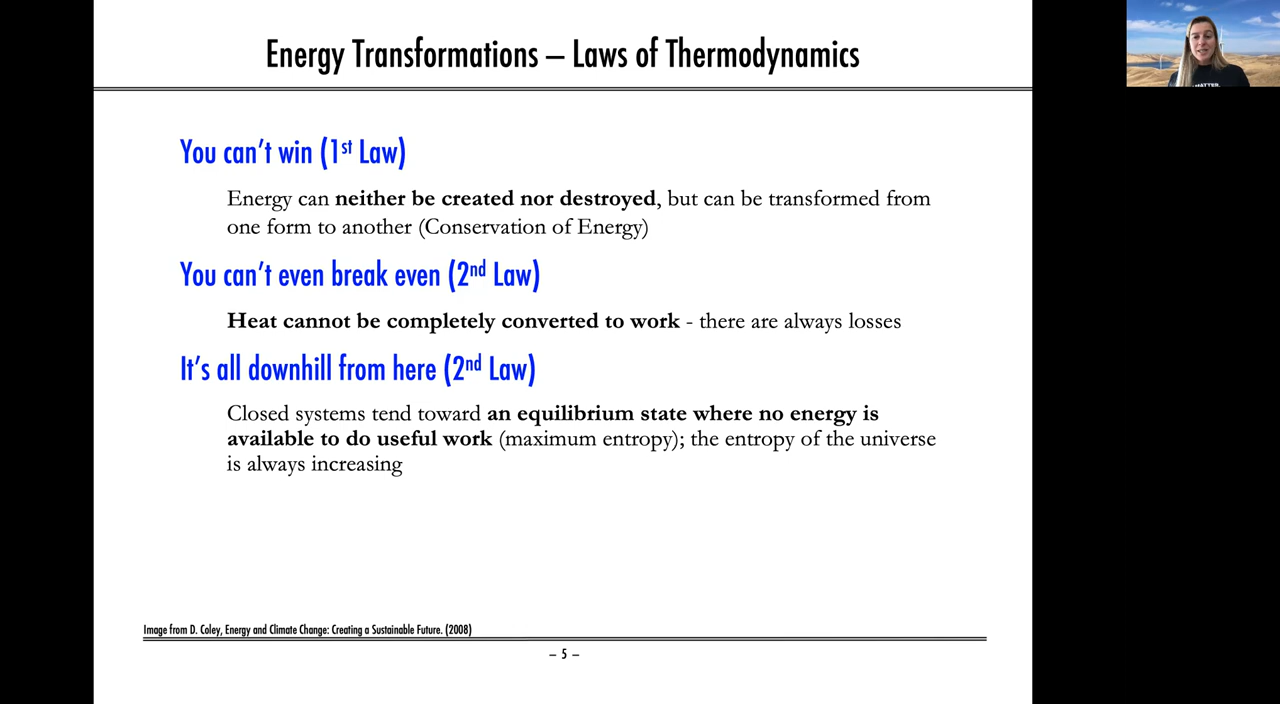 Energy Transformations – Laws of Thermodynamics
MATTER.
You can't win (1st Law)
Energy can neither be created nor destroyed, but can be transformed from
one form to another (Conservation of Energy)
You can't even break even (2nd Law)
Heat cannot be completely converted to work - there are always losses
It's all downhill from here (2nd Law)
Closed systems tend toward an equilibrium state where no energy is
available to do useful work (maximum entropy); the entropy of the universe
is always increasing
Image from D. Coley, Energy and Climate Change: Creating a Sustainable Future. (2008)
– 5 –